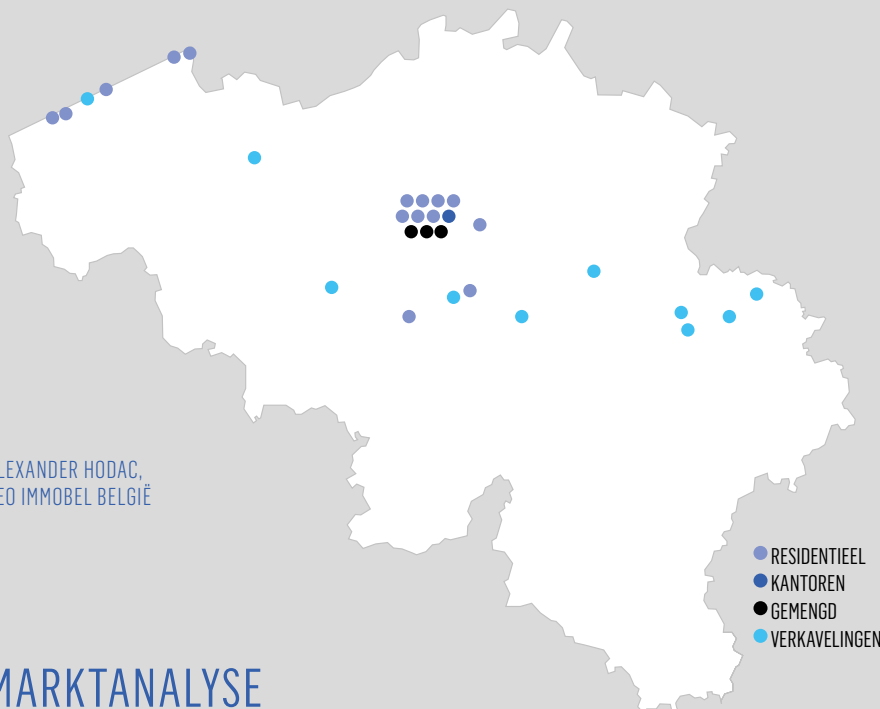 LEXANDER HODAC,
EO IMMOBEL BELGIË
RESIDENTIEEL
KANTOREN
GEMENGD
VERKAVELINGEN
MARKTANALYSE